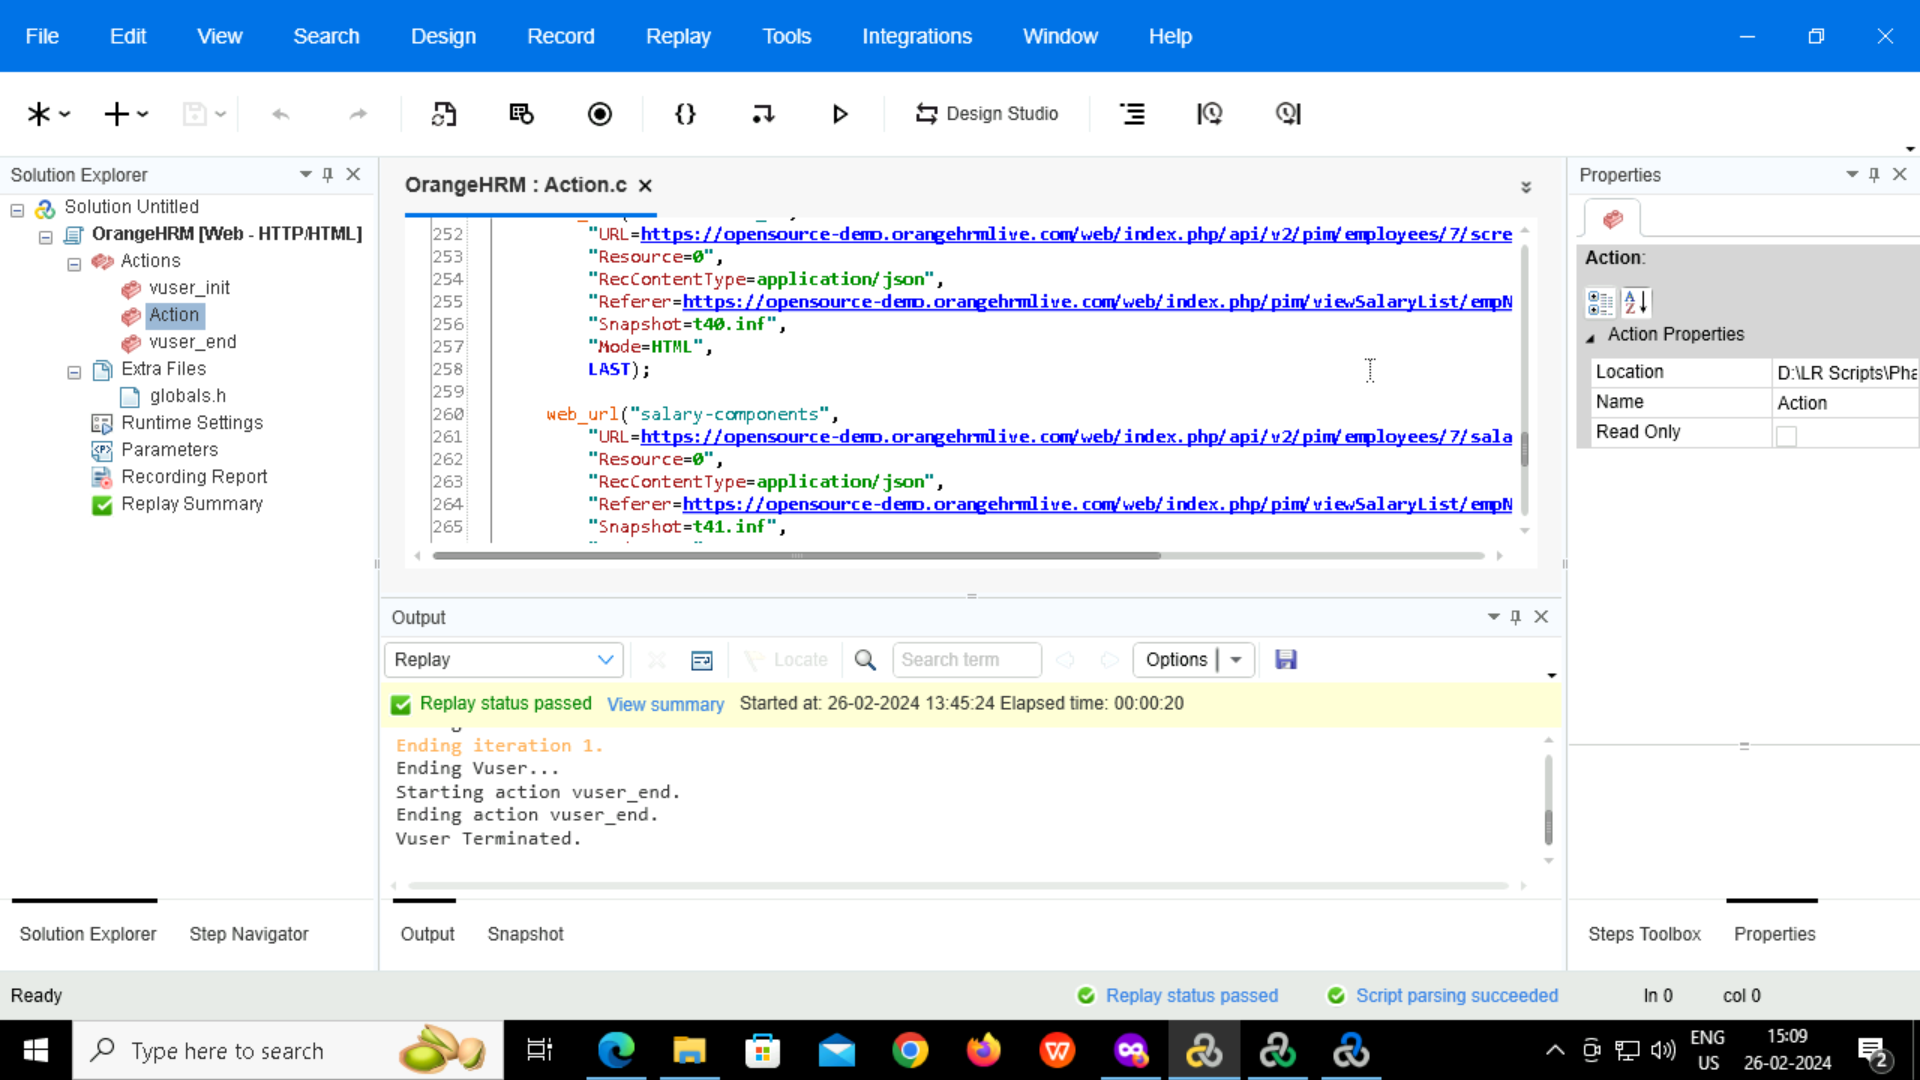 File Edit View Search Design Record Replay Tools Integrations Window Help
Design Studio
Solution Explorer
Solution Untitled
OrangeHRM [Web - HTTP/HTML]
Actions
vuser_init
Action
vuser_end
Extra Files
globals.h
Runtime Settings
Parameters
Recording Report
Replay Summary
Solution Explorer Step Navigator
OrangeHRM : Action.c
252 "URL=https://opensource-demo.orangehrmlive.com/web/index.php/api/v2/pim/employees/7/scre
253 "Resource=0",
254 "RecContentType=application/json",
255 "Referer=https://opensource-demo.orangehrmlive.com/web/index.php/pim/viewSalaryList/empN
256 "Snapshot=t40.inf",
257 "Mode=HTML",
258 LAST);
259
260 web_url("salary-components",
261 "URL=https://opensource-demo.orangehrmlive.com/web/index.php/api/v2/pim/employees/7/sala
262 "Resource=0",
263 "RecContentType=application/json",
264 "Referer=https://opensource-demo.orangehrmlive.com/web/index.php/pim/viewSalaryList/empN
265 "Snapshot=t41.inf",
Output
Replay Locate Search term Options
Replay status passed View summary Started at: 26-02-2024 13:45:24 Elapsed time: 00:00:20
Ending iteration 1.
Ending Vuser...
Starting action vuser_end.
Ending action vuser_end.
Vuser Terminated.
Output Snapshot
Properties
Action:
Action Properties
Location D:\LR Scripts\Pha
Name Action
Read Only
Steps Toolbox Properties
Ready Replay status passed Script parsing succeeded ln 0 col 0
Type here to search
ENG
US
15:09
26-02-2024
2